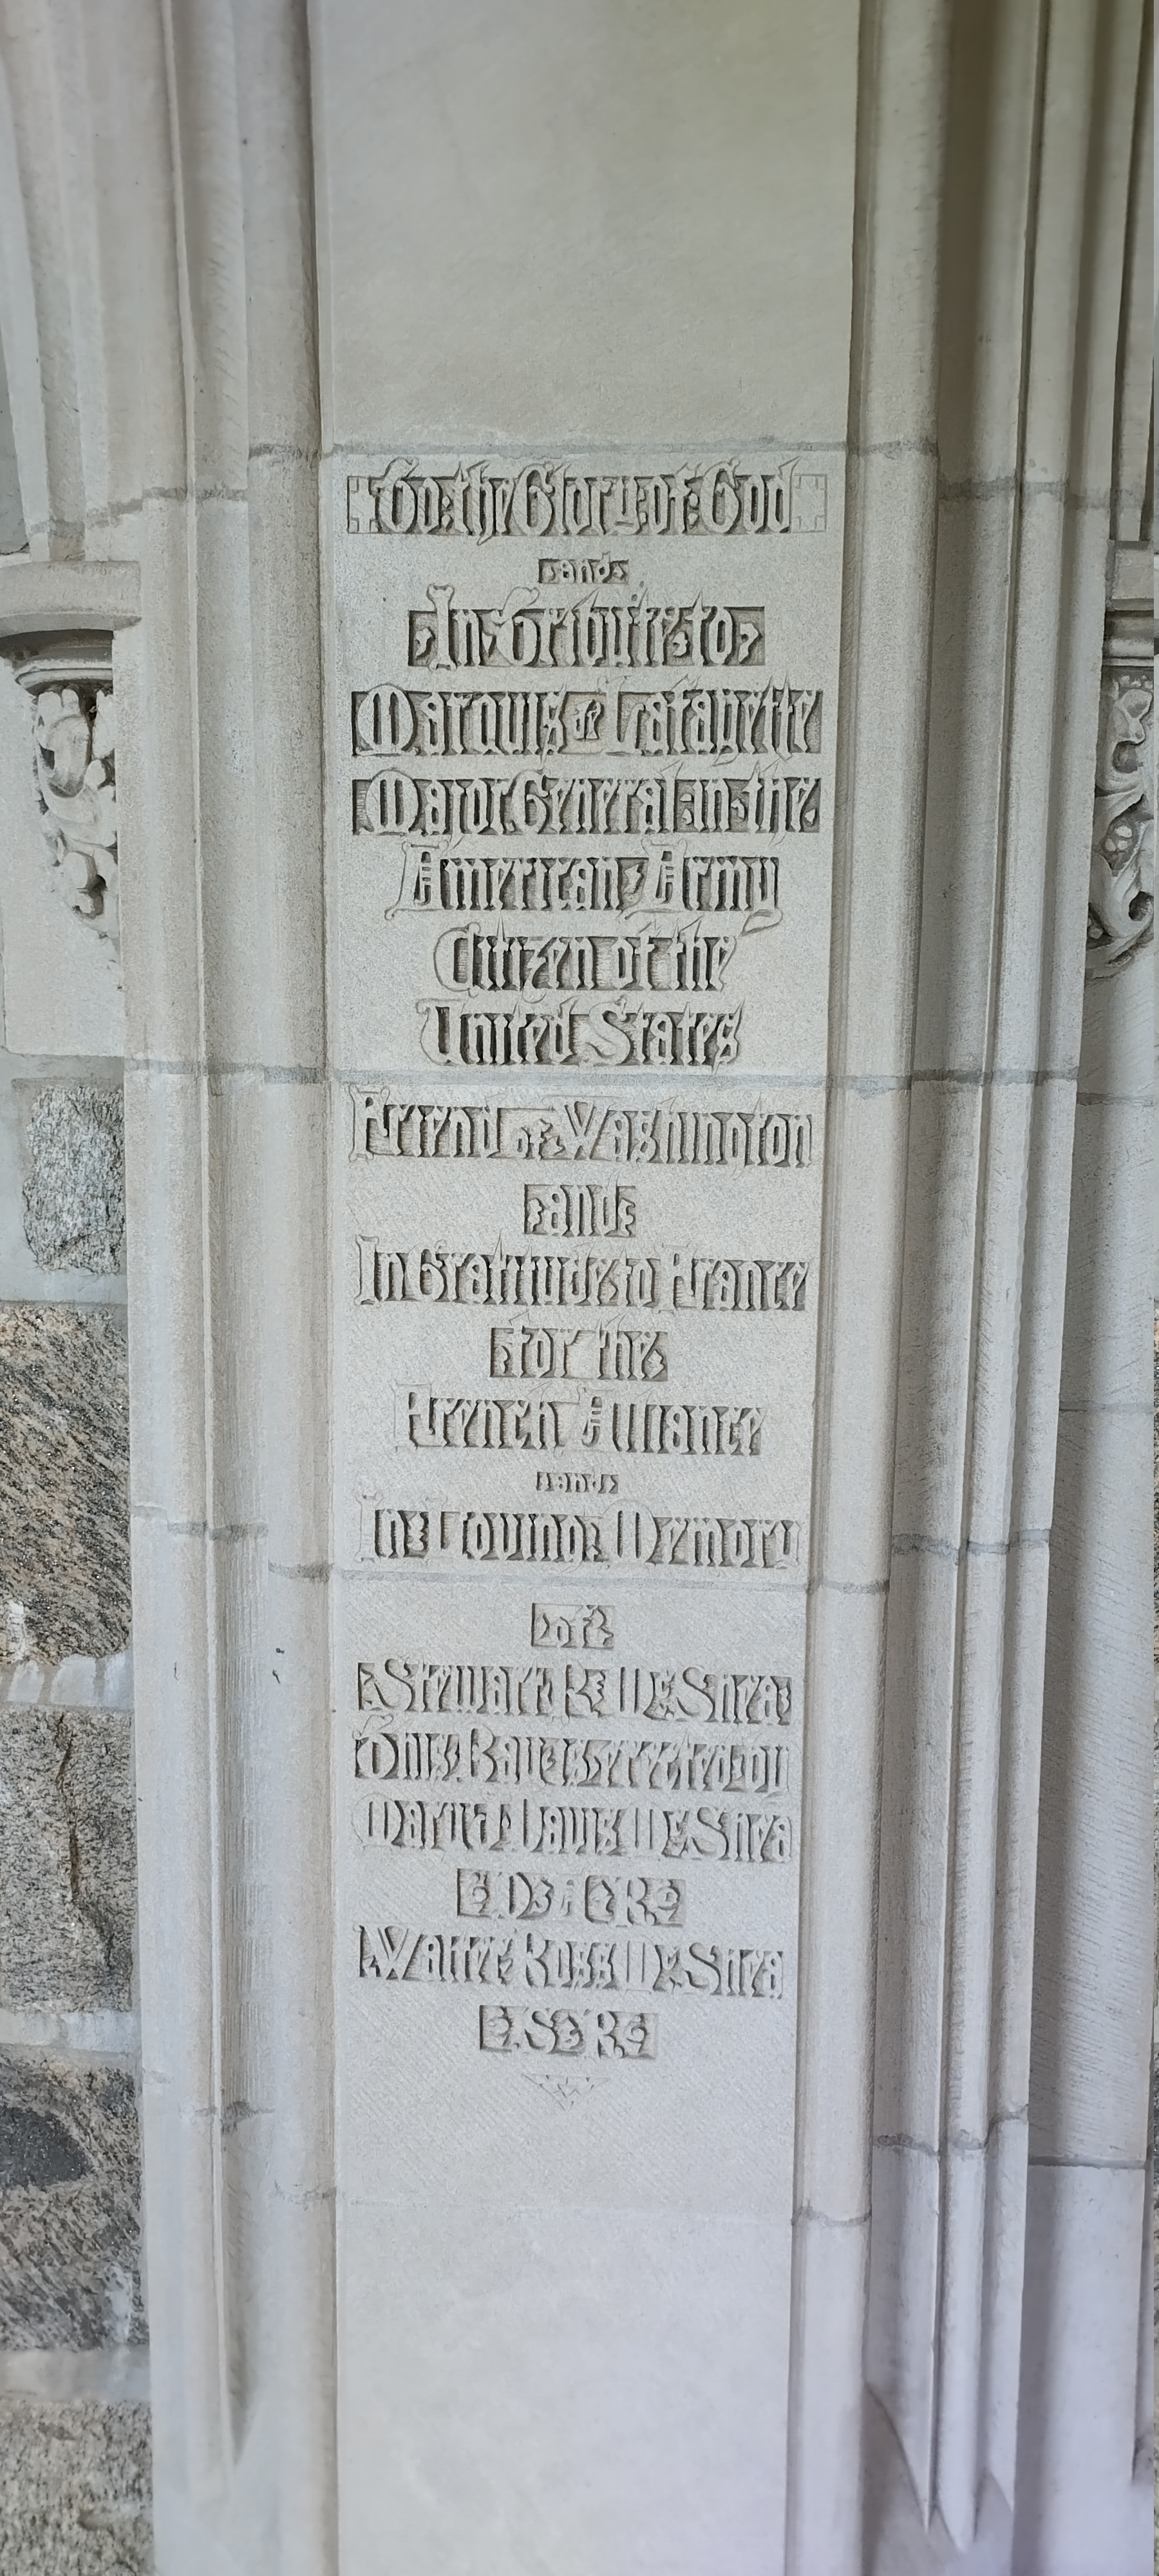 To the Glory of God
and
In Tribute to
Marquis de Lafayette
Major General in the
American Army
Citizen of the
United States
Friend of Washington
and
In Gratitude to France
for the
French Alliance
and
In Loving Memory
of
Stewart
Walter Ross